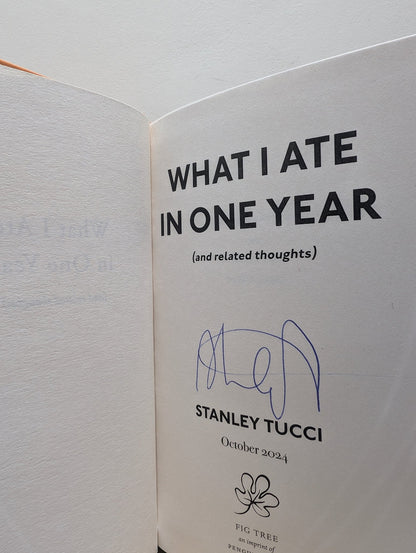 WHAT I ATE
IN ONE YEAR
(and related thoughts)
STANLEY TUCCI
October 2024
FIG TREE
an imprint of